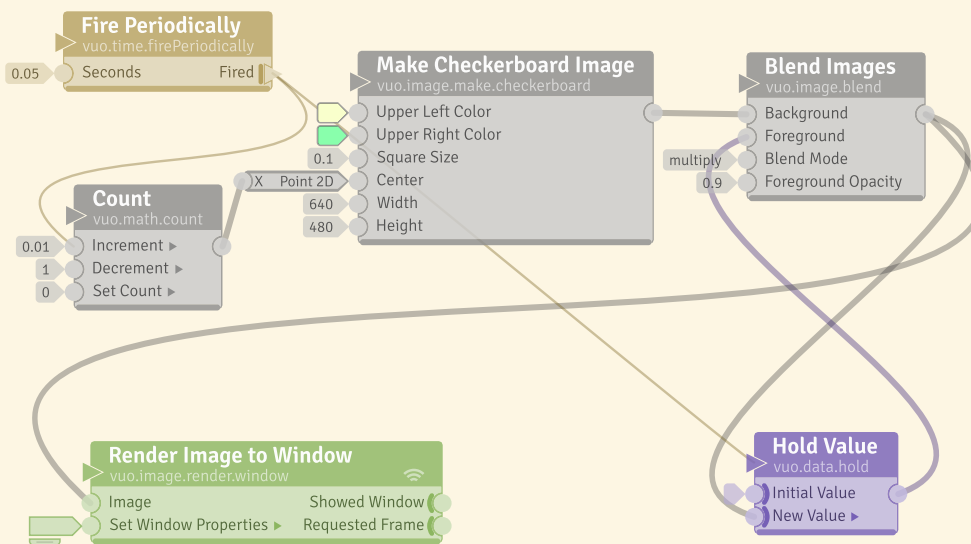 Fire Periodically
vuo.time.firePeriodically
0.05 Seconds Fired
Make Checkerboard Image
vuo.image.make.checkerboard
Upper Left Color
Upper Right Color
0.1 Square Size
X Point 2D Center
640 Width
480 Height
Blend Images
vuo.image.blend
Background
Foreground
multiply Blend Mode
0.9 Foreground Opacity
Count
vuo.math.count
0.01 Increment
1 Decrement
0 Set Count
Render Image to Window
vuo.image.render.window
Image Showed Window
Set Window Properties Requested Frame
Hold Value
vuo.data.hold
Initial Value
New Value